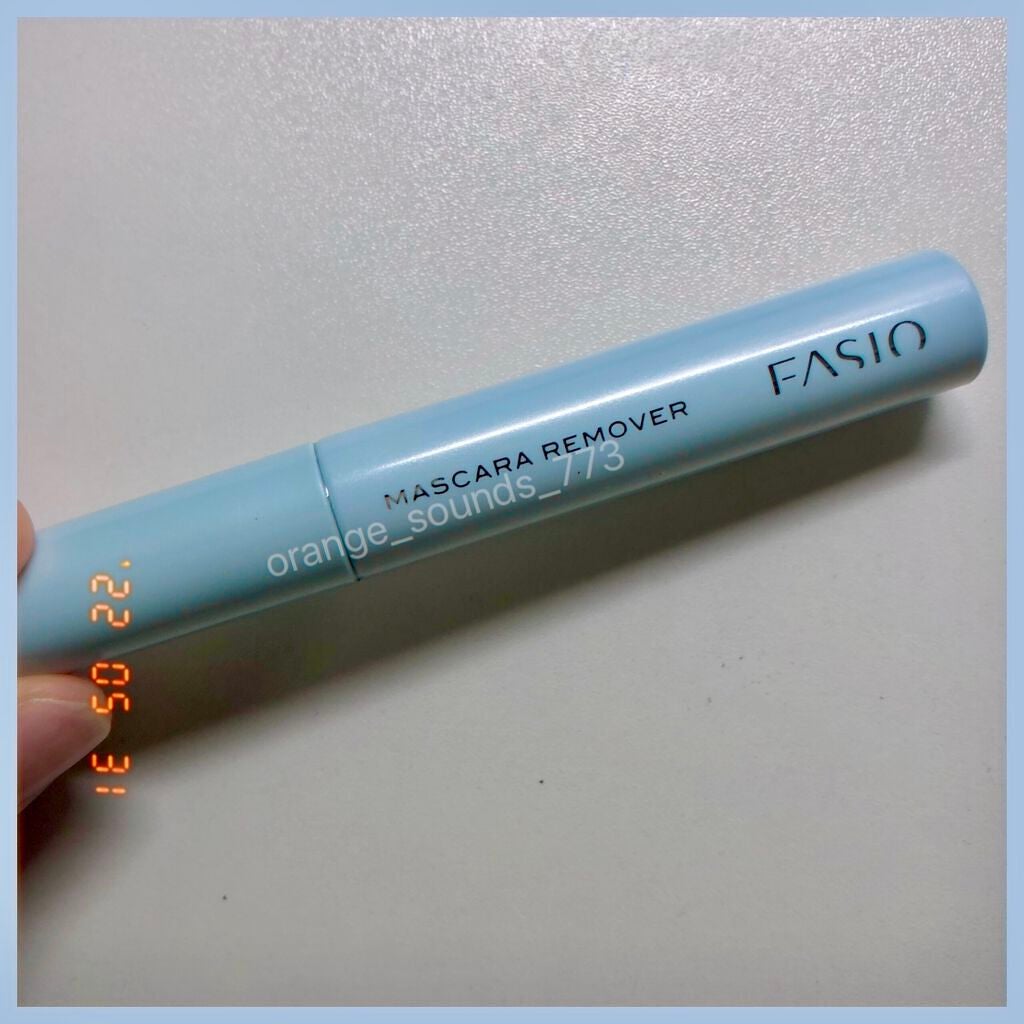 FASIO
MASCARA REMOVER
orange_sounds_773
'22 05 31